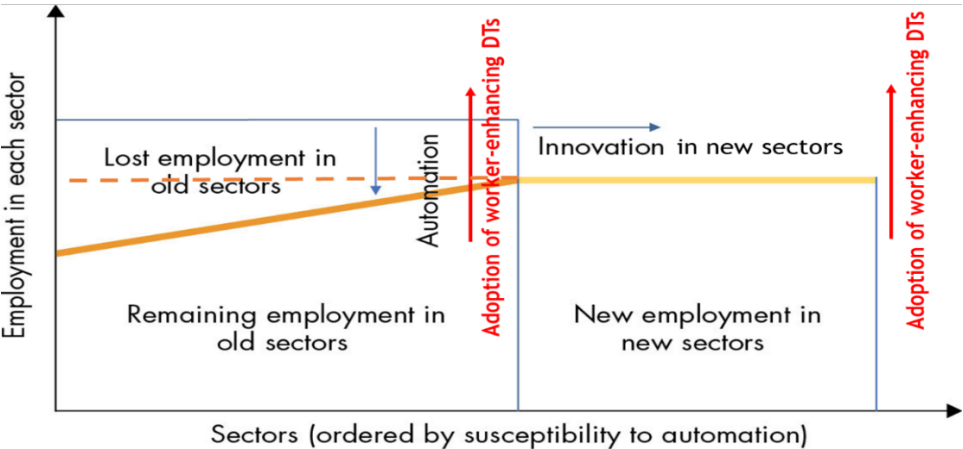 Employment in each sector
Lost employment in
old sectors
Automation
Adoption of worker-enhancing DTs
Innovation in new sectors
Adoption of worker-enhancing DTs
Remaining employment in
old sectors
New employment in
new sectors
Sectors (ordered by susceptibility to automation)